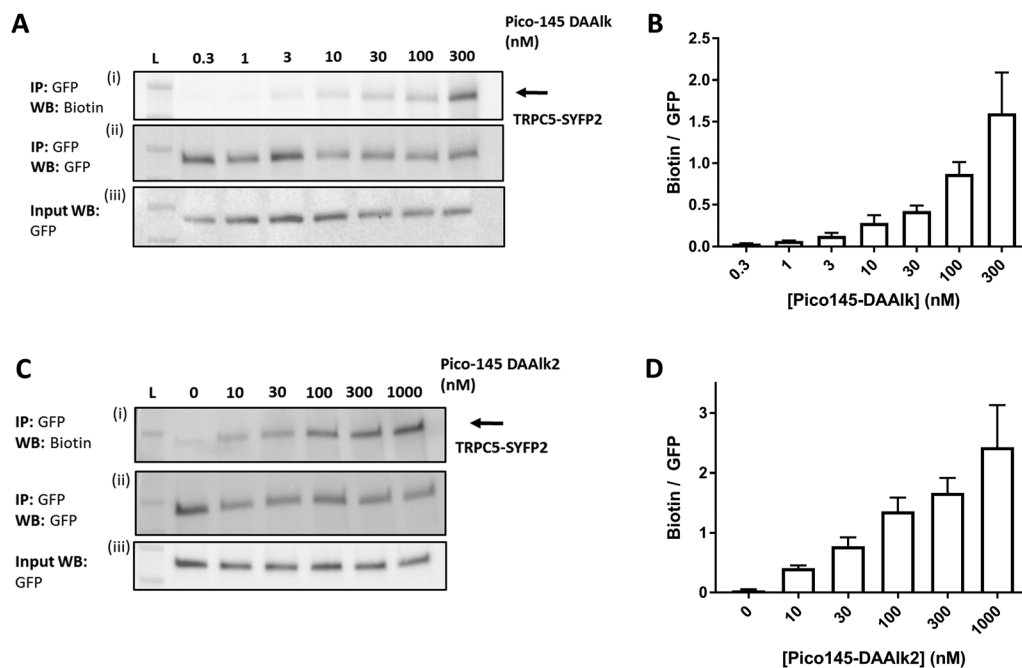 A
Pico-145 DAAlk
(nM)
L 0.3 1 3 10 30 100 300
(i)
IP: GFP
WB: Biotin
TRPC5-SYFP2
(ii)
IP: GFP
WB: GFP
(iii)
Input WB:
GFP
B
Biotin / GFP
2.5
2.0
1.5
1.0
0.5
0.0
0.3 1 3 10 30 100 300
[Pico145-DAAlk] (nM)
C
Pico-145 DAAlk2
(nM)
L 0 10 30 100 300 1000
(i)
IP: GFP
WB: Biotin
TRPC5-SYFP2
(ii)
IP: GFP
WB: GFP
(iii)
Input WB:
GFP
D
Biotin / GFP
3
2
1
0
0 10 30 100 300 1000
[Pico145-DAAlk2] (nM)